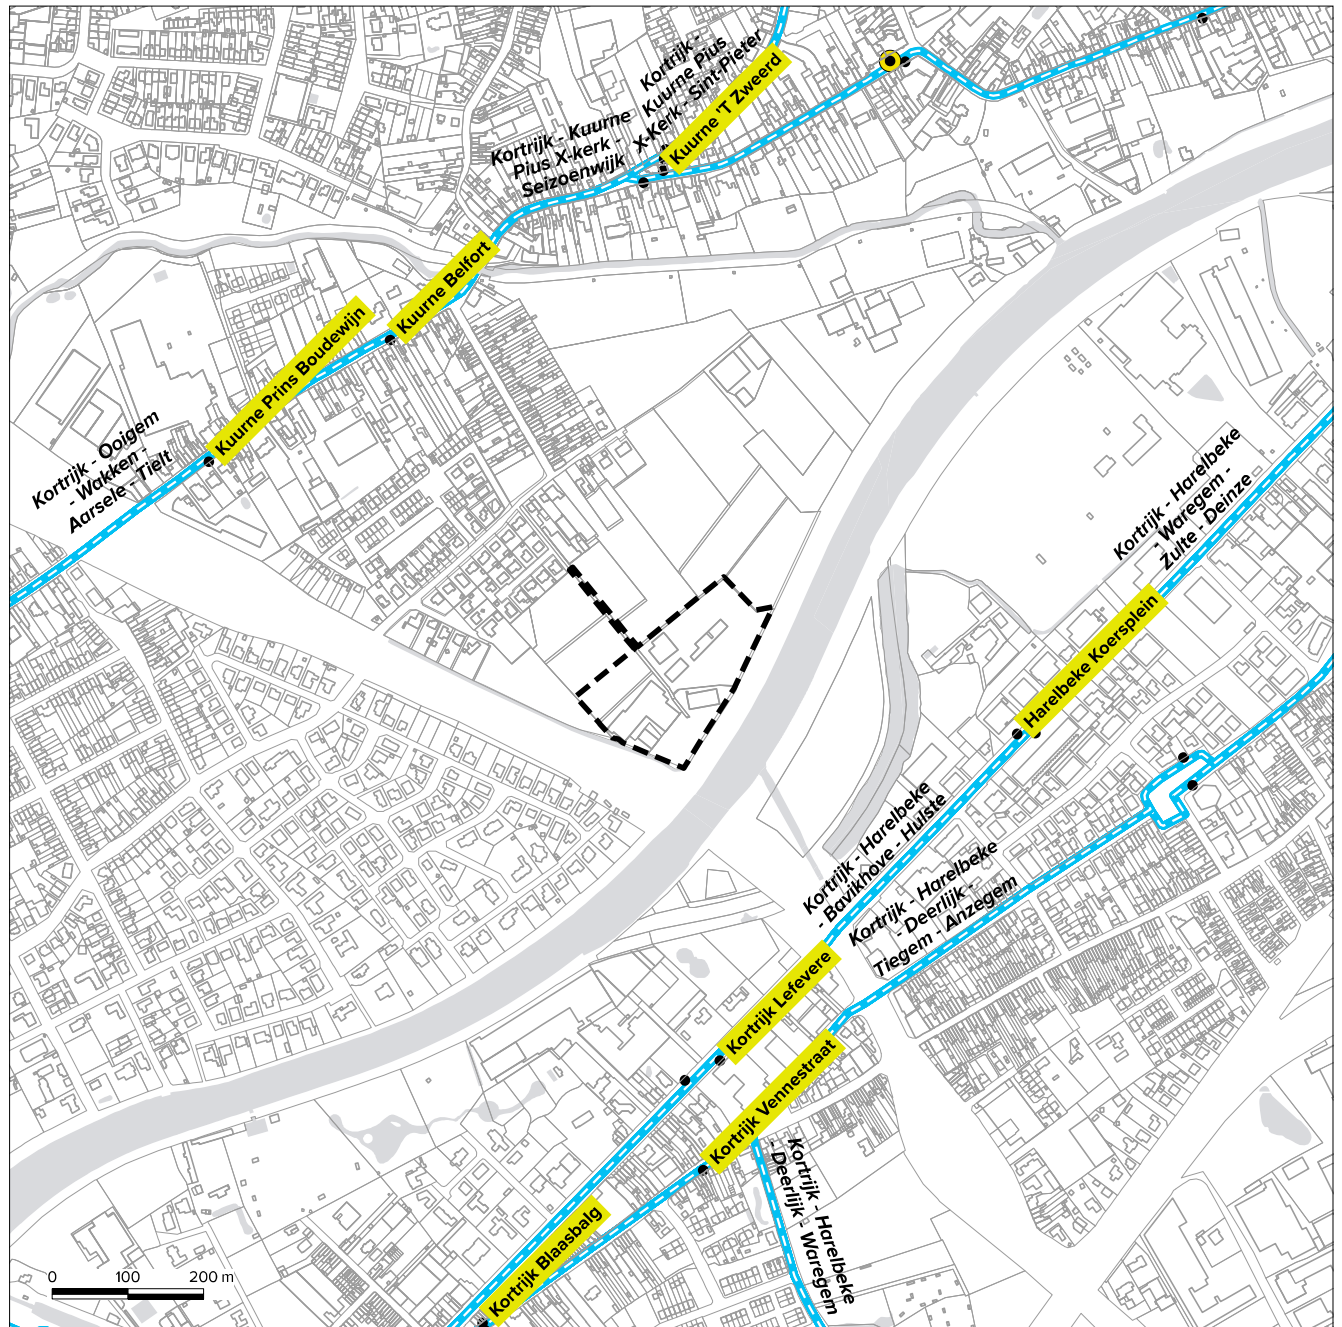 Kortrijk -
Kuurne Pius
X-Kerk - Sint-Pieter
Kuurne 'T Zweerd
Kortrijk - Kuurne
Pius X-kerk -
Seizoenwijk
Kuurne Belfort
Kuurne Prins Boudewijn
Kortrijk - Ooigem
- Wakken -
Aarsele - Tielt
Kortrijk - Harelbeke
- Waregem -
Zulte - Deinze
Harelbeke Koersplein
Kortrijk - Harelbeke
- Bavikhove - Hulste
Kortrijk - Harelbeke
- Deerlijk -
Tiegem - Anzegem
Kortrijk Lefevere
Kortrijk Vennestraat
Kortrijk - Harelbeke
- Deerlijk - Waregem
Kortrijk Blaasbalg
0 100 200 m